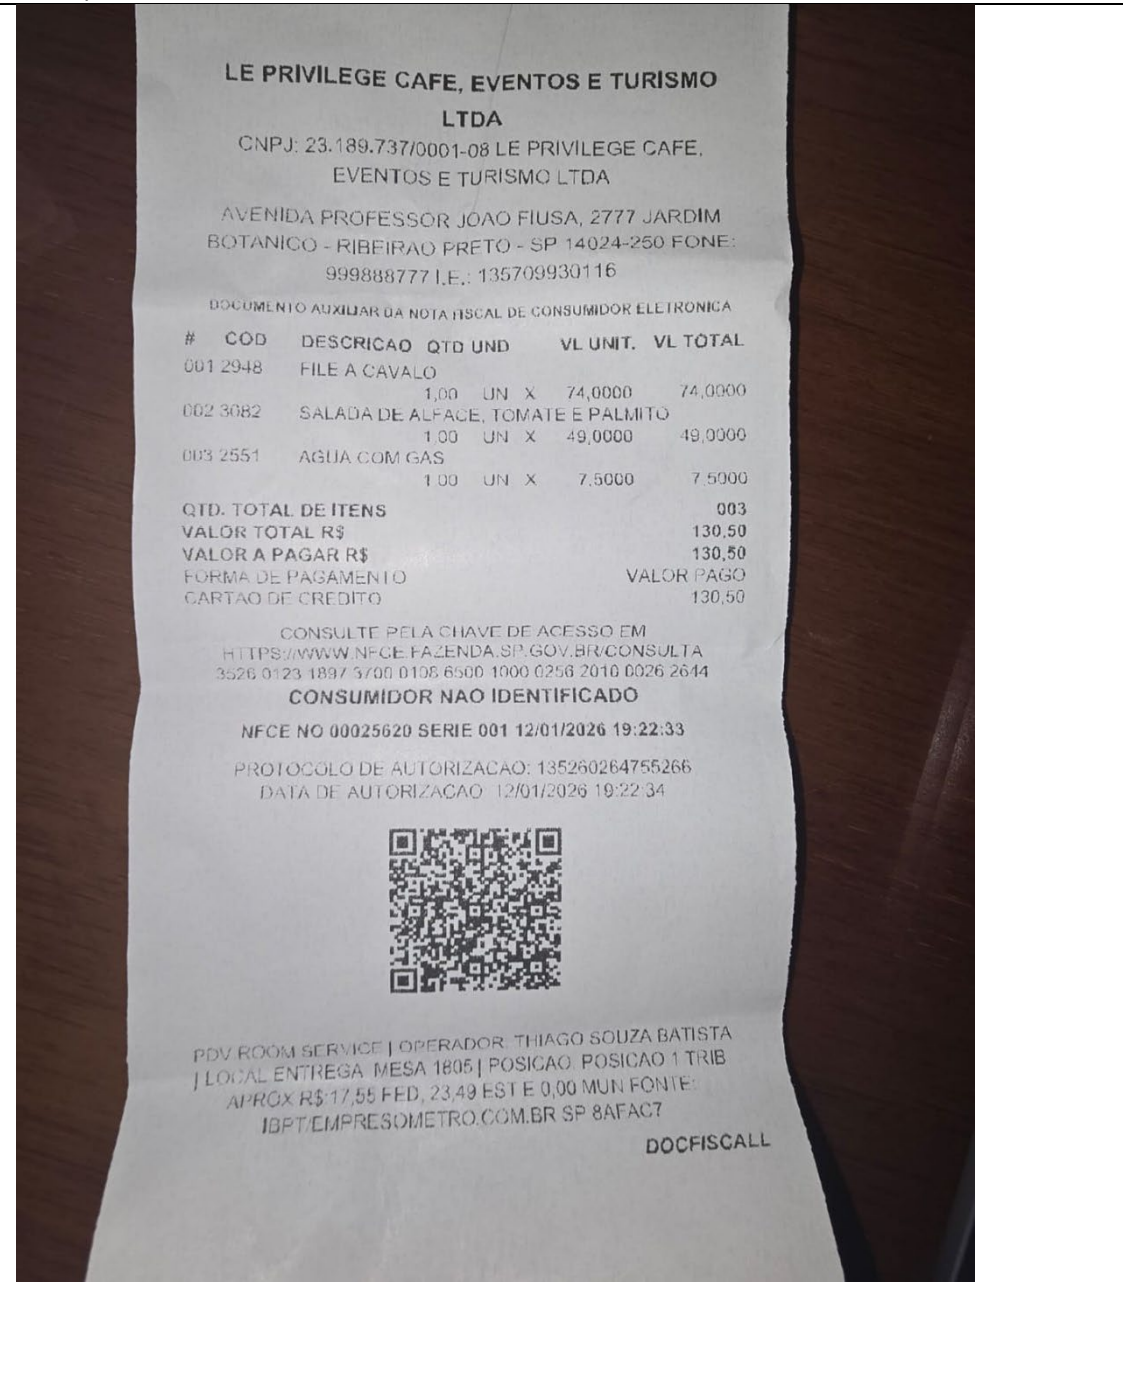 LE PRIVILEGE CAFE, EVENTOS E TURISMO
LTDA
CNPJ: 23.189.737/0001-08 LE PRIVILEGE CAFE,
EVENTOS E TURISMO LTDA
AVENIDA PROFESSOR JOAO FIUSA, 2777 JARDIM
BOTANICO - RIBEIRAO PRETO - SP 14024-250 FONE:
999888777 I.E.: 135709930116
DOCUMENTO AUXILIAR DA NOTA FISCAL DE CONSUMIDOR ELETRONICA
# COD DESCRICAO QTD UND VL UNIT. VL TOTAL
001 2948 FILE A CAVALO
1,00 UN X 74,0000 74,0000
002 3082 SALADA DE ALFACE, TOMATE E PALMITO
1,00 UN X 49,0000 49,0000
003 2551 AGUA COM GAS
1,00 UN X 7,5000 7,5000
QTD. TOTAL DE ITENS 003
VALOR TOTAL R$ 130,50
VALOR A PAGAR R$ 130,50
FORMA DE PAGAMENTO VALOR PAGO
CARTAO DE CREDITO 130,50
CONSULTE PELA CHAVE DE ACESSO EM
HTTPS://WWW.NFCE.FAZENDA.SP.GOV.BR/CONSULTA
3526 0123 1897 3700 0108 6500 1000 0256 2010 0026 2644
CONSUMIDOR NAO IDENTIFICADO
NFCE NO 00025620 SERIE 001 12/01/2026 19:22:33
PROTOCOLO DE AUTORIZACAO: 135260264755266
DATA DE AUTORIZACAO: 12/01/2026 19:22:34
PDV ROOM SERVICE | OPERADOR: THIAGO SOUZA BATISTA
| LOCAL ENTREGA: MESA 1805 | POSICAO: POSICAO 1 TRIB
APROX R$:17,55 FED, 23,49 EST E 0,00 MUN FONTE:
IBPT/EMPRESOMETRO.COM.BR SP 8AFAC7
DOCFISCALL